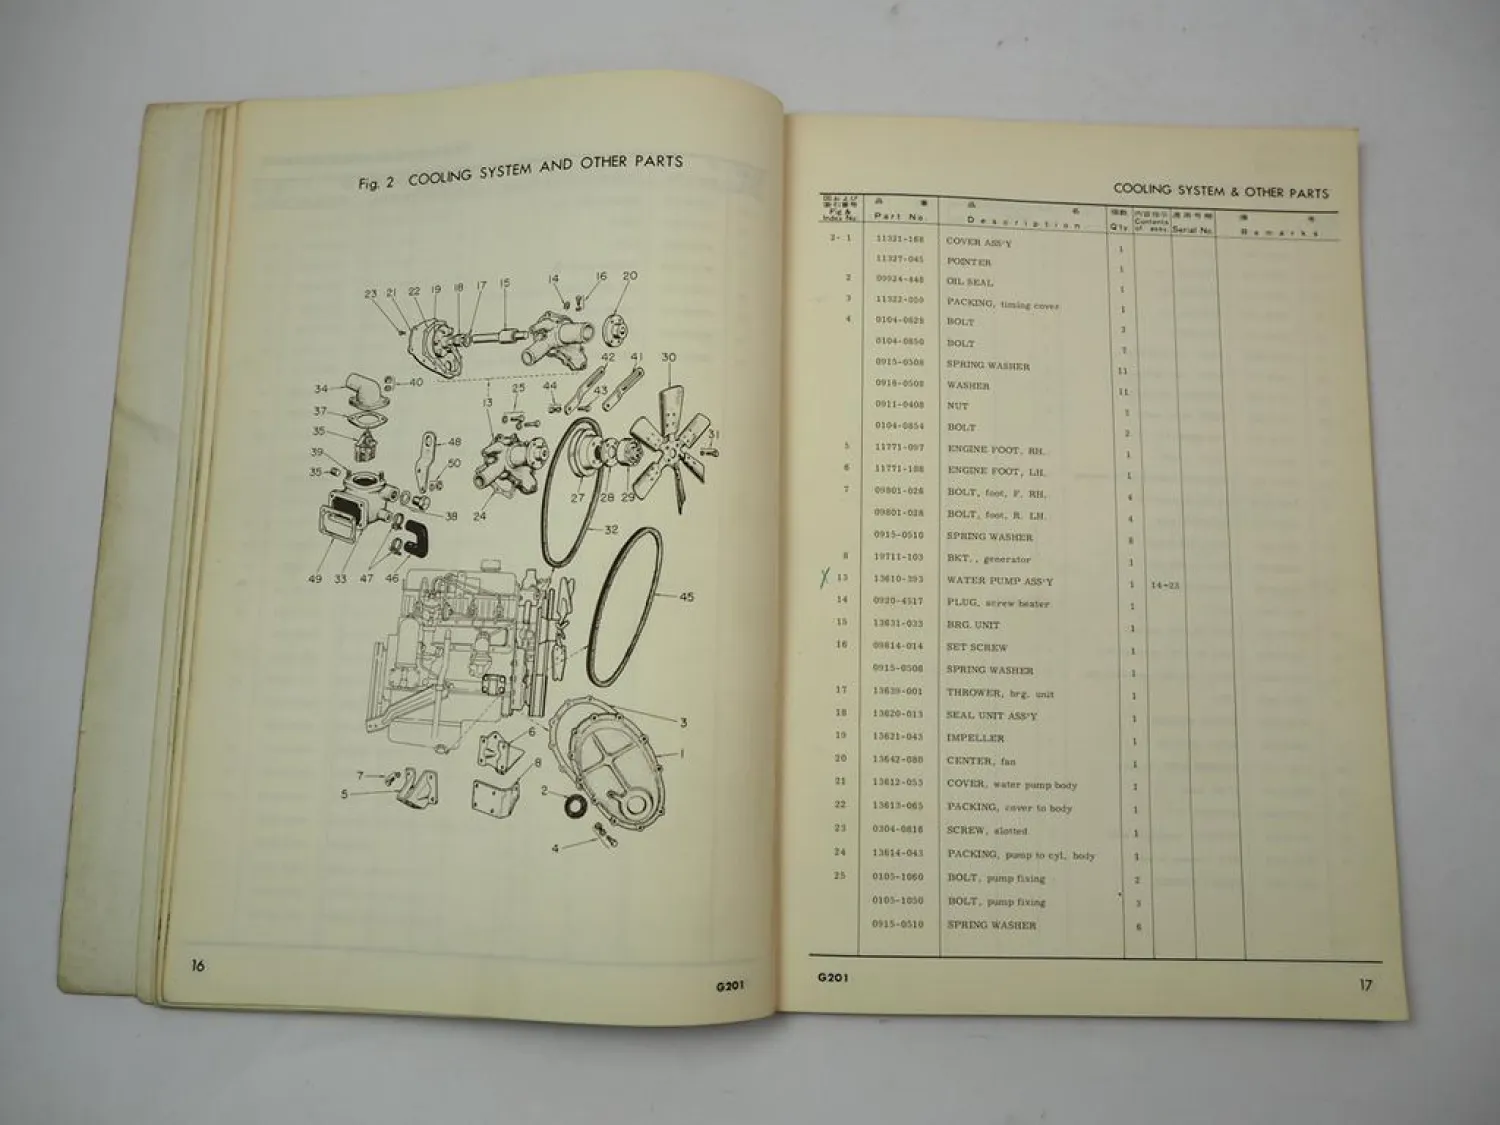 Fig. 2 COOLING SYSTEM AND OTHER PARTS
23 21 22 19 18 17 15 14 16 20
34 40 13 25 44 42 43 41 30
37
35 31
39 48
35 50
38 24 27 28 29
32
49 33 47 46
45
3
6 1
7 8
5 2
4
16
G201
COOLING SYSTEM & OTHER PARTS
Fig & Index No. Part No. Description Q'ty Contents of assy. Serial No. Remarks
2- 1 11321-168 COVER ASS'Y 1
11327-045 POINTER 1
2 09924-448 OIL SEAL 1
3 11322-050 PACKING, timing cover 1
4 0104-0828 BOLT 2
0104-0850 BOLT 7
0915-0508 SPRING WASHER 11
0916-0508 WASHER 11
0911-0408 NUT
0104-0854 BOLT 2
5 11771-097 ENGINE FOOT, RH. 1
6 11771-108 ENGINE FOOT, LH. 1
7 09801-026 BOLT, foot, F. RH. 4
09801-028 BOLT, foot, R. LH. 4
0915-0510 SPRING WASHER 8
8 19711-103 BKT., generator 1
X 13 13610-393 WATER PUMP ASS'Y 1 14-23
14 0920-4517 PLUG, screw heater 1
15 13631-033 BRG. UNIT 1
16 09814-014 SET SCREW 1
0915-0508 SPRING WASHER 1
17 13639-001 THROWER, brg. unit 1
18 13620-013 SEAL UNIT ASS'Y 1
19 13621-043 IMPELLER 1
20 13642-080 CENTER, fan 1
21 13612-053 COVER, water pump body 1
22 13613-065 PACKING, cover to body 1
23 0304-0816 SCREW, slotted 1
24 13614-043 PACKING, pump to cyl. body 1
25 0105-1060 BOLT, pump fixing 2
0105-1050 BOLT, pump fixing 3
0915-0510 SPRING WASHER 6
G201
17